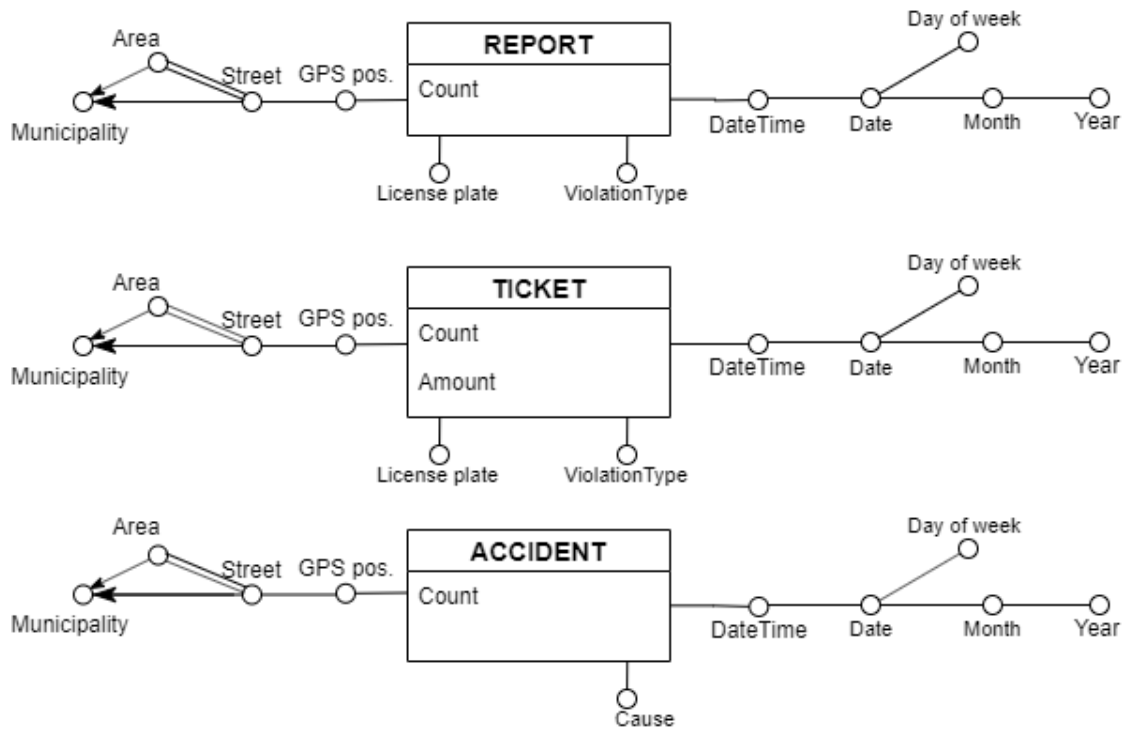 Day of week
Area
REPORT
Street
GPS pos.
Count
Municipality
DateTime
Date
Month
Year
License plate
ViolationType
Day of week
Area
TICKET
Street
GPS pos.
Count
Municipality
DateTime
Date
Month
Year
Amount
License plate
ViolationType
Day of week
Area
ACCIDENT
Street
GPS pos.
Count
Municipality
DateTime
Date
Month
Year
Cause